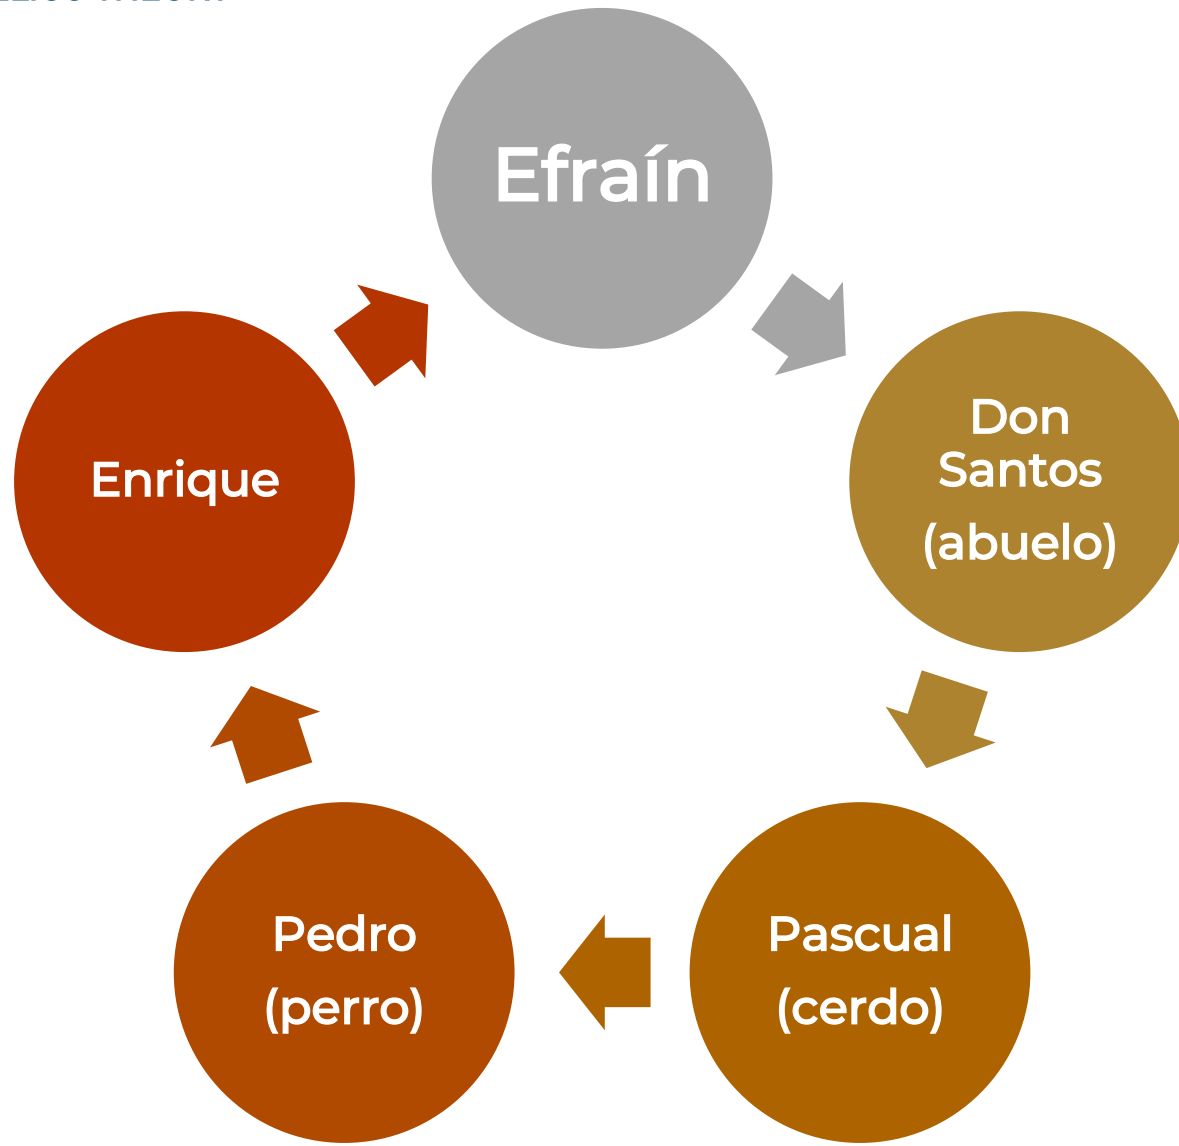 Efraín
Don
Santos
(abuelo)
Pascual
(cerdo)
Pedro
(perro)
Enrique